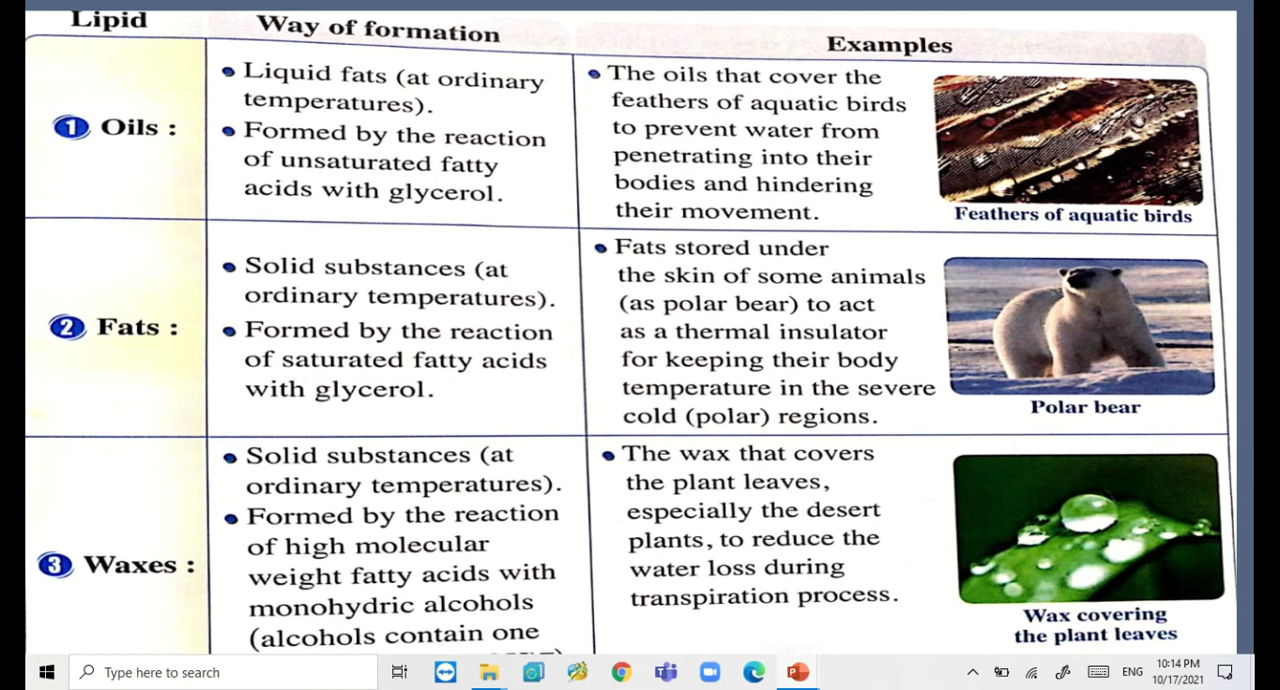 Lipid
Way of formation
Examples
1 Oils :
• Liquid fats (at ordinary
temperatures).
• Formed by the reaction
of unsaturated fatty
acids with glycerol.
• The oils that cover the
feathers of aquatic birds
to prevent water from
penetrating into their
bodies and hindering
their movement.
Feathers of aquatic birds
2 Fats :
• Solid substances (at
ordinary temperatures).
• Formed by the reaction
of saturated fatty acids
with glycerol.
• Fats stored under
the skin of some animals
(as polar bear) to act
as a thermal insulator
for keeping their body
temperature in the severe
cold (polar) regions.
Polar bear
3 Waxes :
• Solid substances (at
ordinary temperatures).
• Formed by the reaction
of high molecular
weight fatty acids with
monohydric alcohols
(alcohols contain one
• The wax that covers
the plant leaves,
especially the desert
plants, to reduce the
water loss during
transpiration process.
Wax covering
the plant leaves
Type here to search
ENG
10:14 PM
10/17/2021